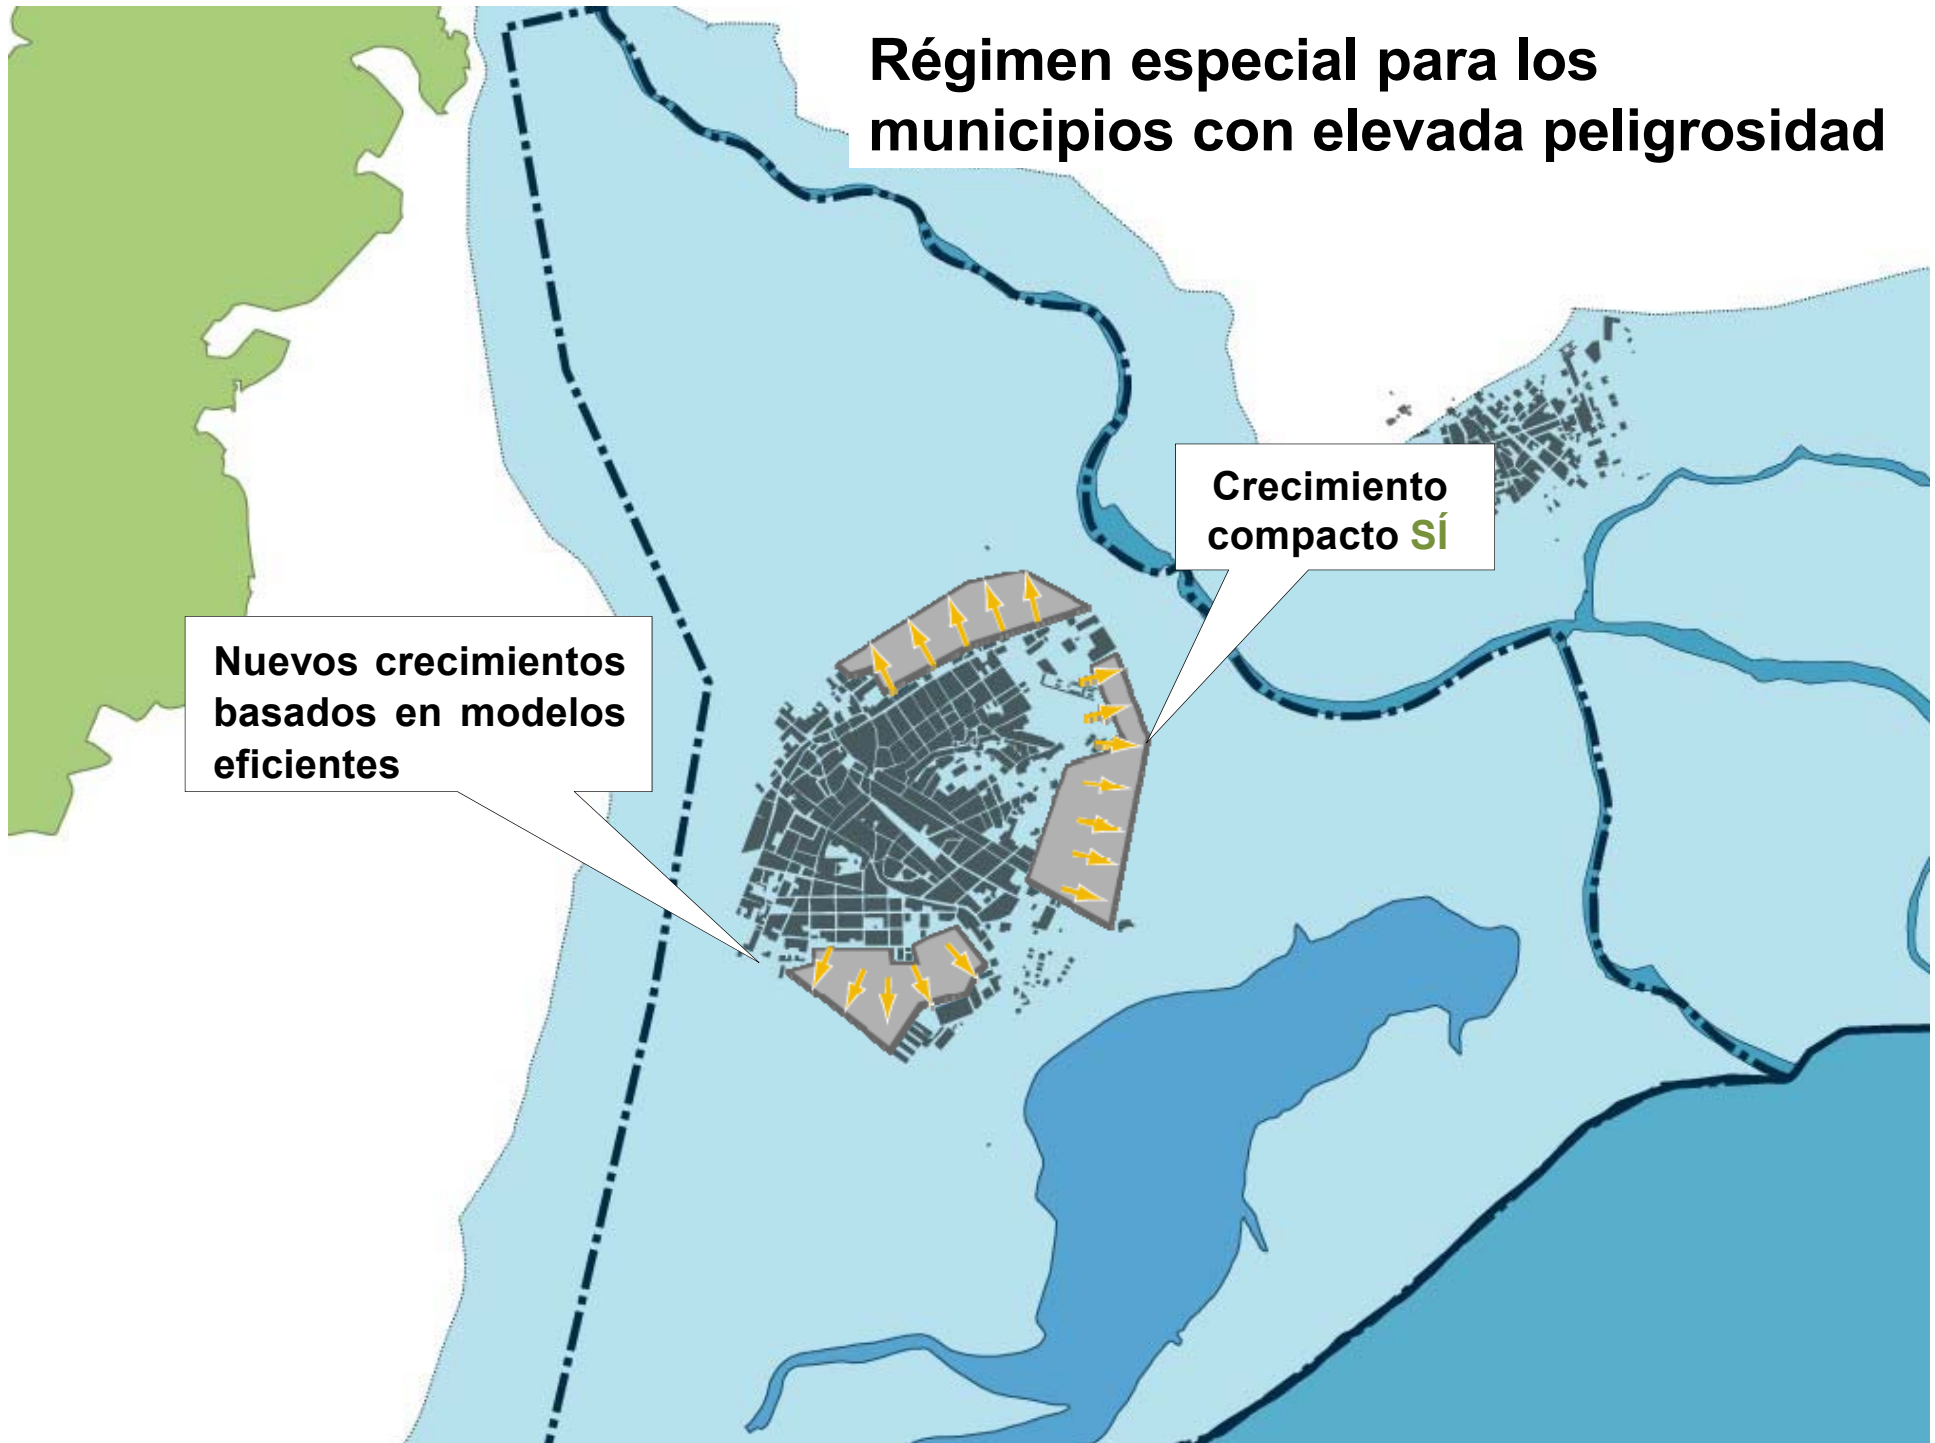 Régimen especial para los
municipios con elevada peligrosidad
Crecimiento
compacto SÍ
Nuevos crecimientos
basados en modelos
eficientes